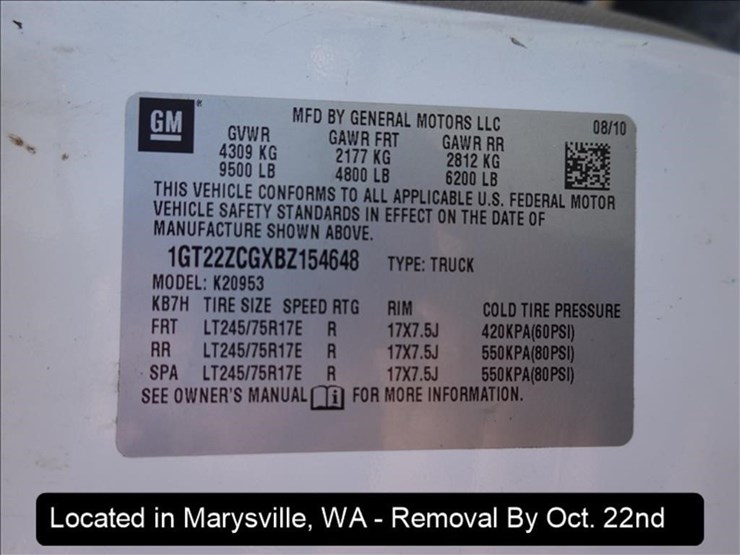 GM®
MFD BY GENERAL MOTORS LLC 08/10
GVWR GAWR FRT GAWR RR
4309 KG 2177 KG 2812 KG
9500 LB 4800 LB 6200 LB
THIS VEHICLE CONFORMS TO ALL APPLICABLE U.S. FEDERAL MOTOR
VEHICLE SAFETY STANDARDS IN EFFECT ON THE DATE OF
MANUFACTURE SHOWN ABOVE.
1GT22ZCGXBZ154648 TYPE: TRUCK
MODEL: K20953
KB7H TIRE SIZE SPEED RTG RIM COLD TIRE PRESSURE
FRT LT245/75R17E R 17X7.5J 420KPA(60PSI)
RR LT245/75R17E R 17X7.5J 550KPA(80PSI)
SPA LT245/75R17E R 17X7.5J 550KPA(80PSI)
SEE OWNER'S MANUAL i FOR MORE INFORMATION.
Located in Marysville, WA - Removal By Oct. 22nd